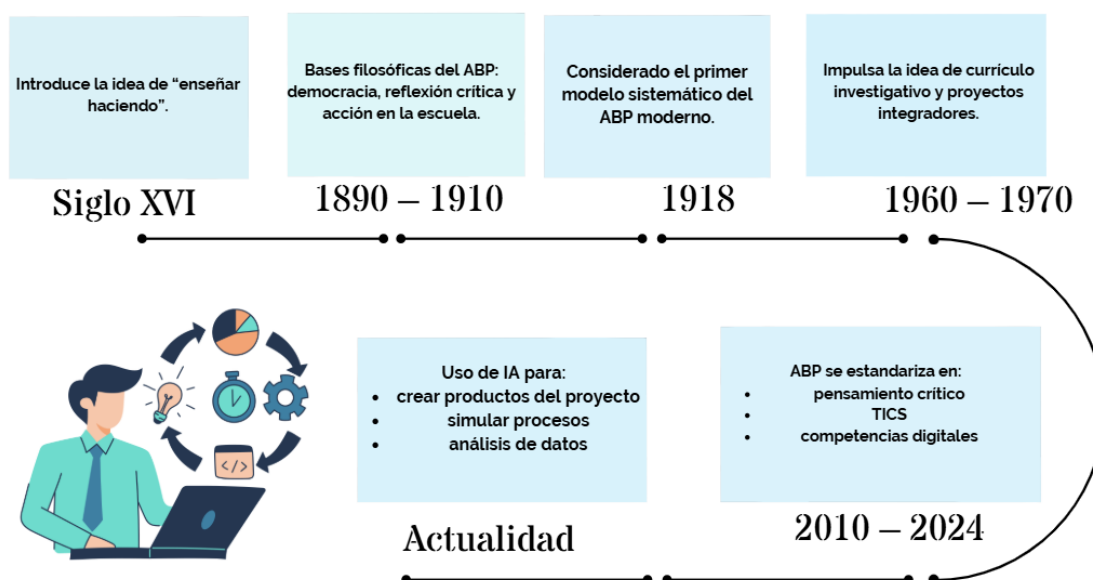 Introduce la idea de “enseñar
haciendo”.
Siglo XVI
Bases filosóficas del ABP:
democracia, reflexión crítica y
acción en la escuela.
1890 – 1910
Considerado el primer
modelo sistemático del
ABP moderno.
1918
Impulsa la idea de currículo
investigativo y proyectos
integradores.
1960 – 1970
ABP se estandariza en:
• pensamiento crítico
• TICS
• competencias digitales
2010 – 2024
Uso de IA para:
• crear productos del proyecto
• simular procesos
• análisis de datos
Actualidad
</>